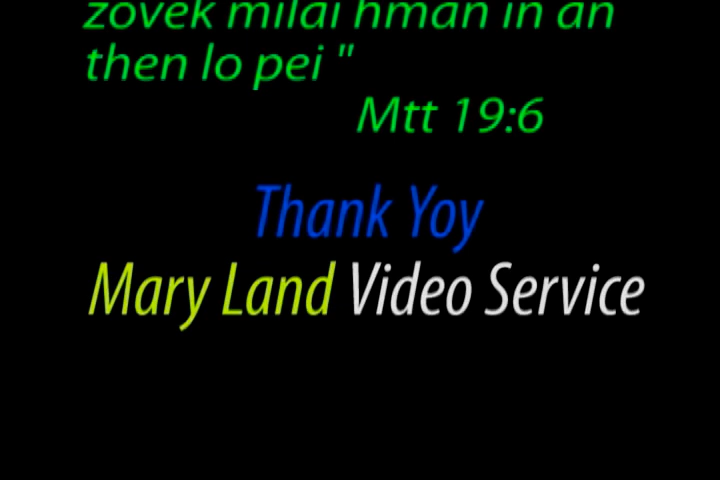 zovek milai hman in an
then lo pei "
Mtt 19:6
Thank Yoy
Mary Land Video Service